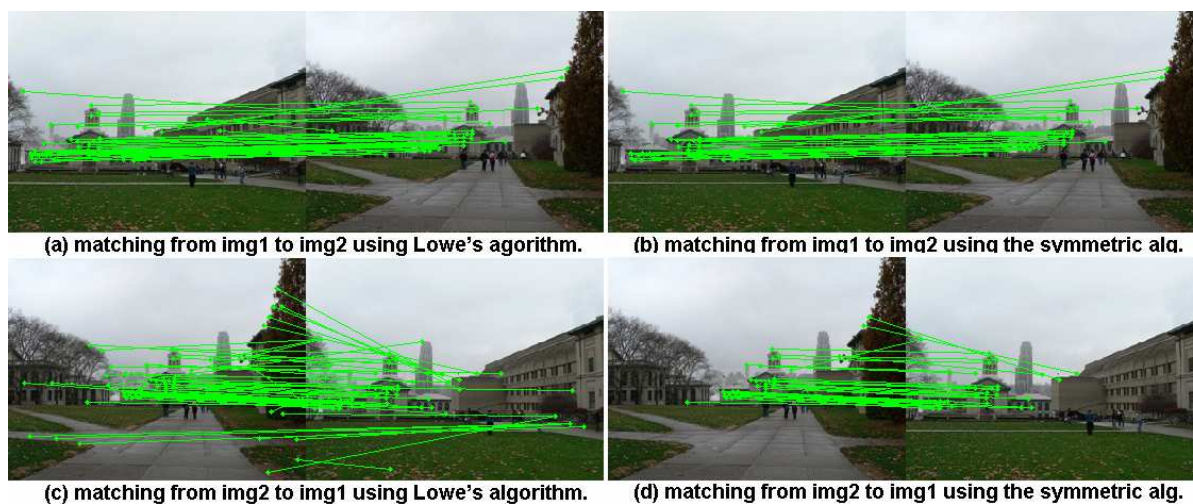 (a) matching from img1 to img2 using Lowe's agorithm.
(b) matching from img1 to img2 using the symmetric alg.
(c) matching from img2 to img1 using Lowe's algorithm.
(d) matching from img2 to img1 using the symmetric alg.